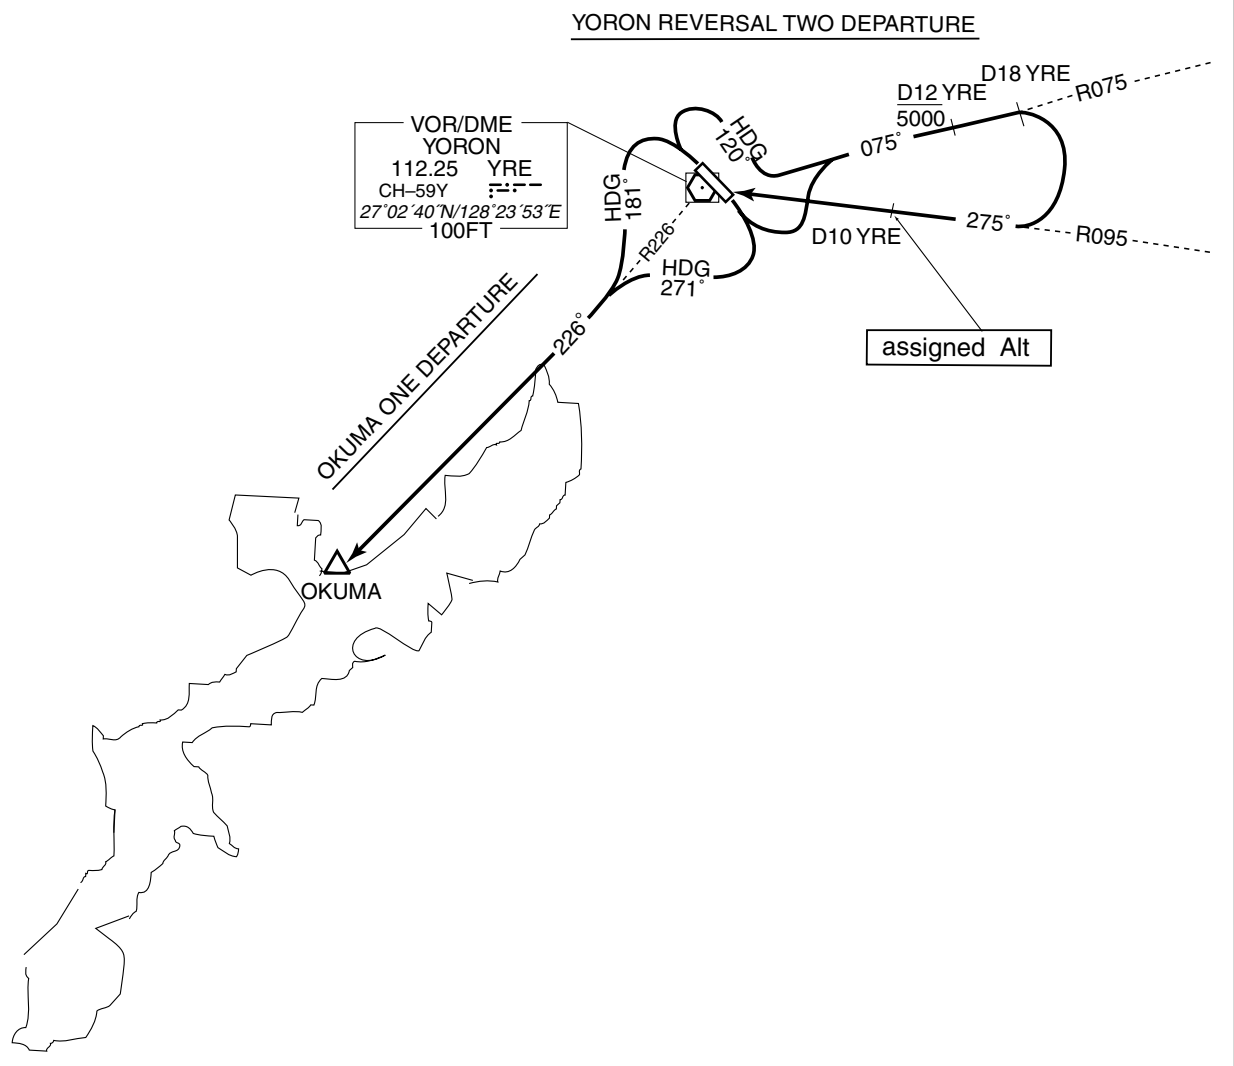 YORON REVERSAL TWO DEPARTURE
D18 YRE
R075
D12 YRE
5000
075°
HDG
120°
VOR/DME
YORON
112.25 YRE
CH–59Y
27°02´40˝N/128°23´53˝E
100FT
HDG
181°
R226
HDG
271°
D10 YRE
275°
R095
assigned Alt
226°
OKUMA ONE DEPARTURE
OKUMA